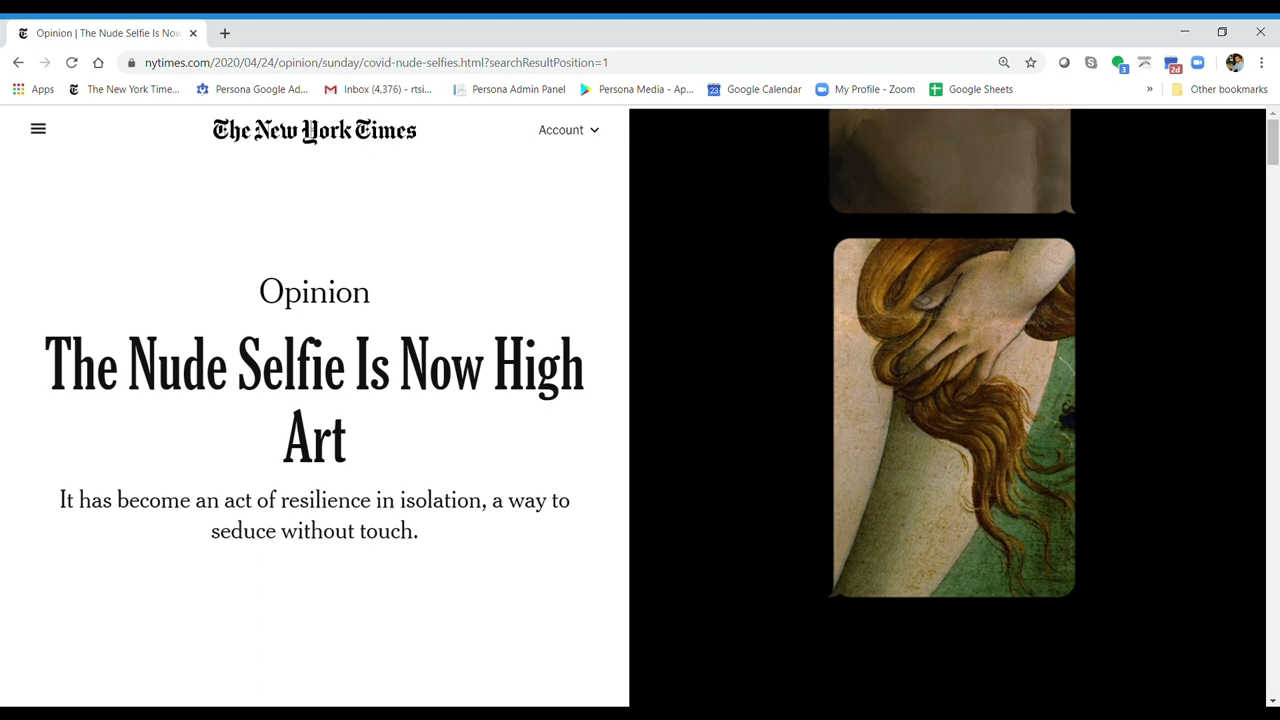 Opinion | The Nude Selfie Is Now
nytimes.com/2020/04/24/opinion/sunday/covid-nude-selfies.html?searchResultPosition=1
3
2d
Apps
The New York Time...
Persona Google Ad...
Inbox (4,376) - rtsi...
Persona Admin Panel
Persona Media - Ap...
23
Google Calendar
My Profile - Zoom
Google Sheets
»
Other bookmarks
The New York Times
Account
Opinion
The Nude Selfie Is Now High
Art
It has become an act of resilience in isolation, a way to
seduce without touch.